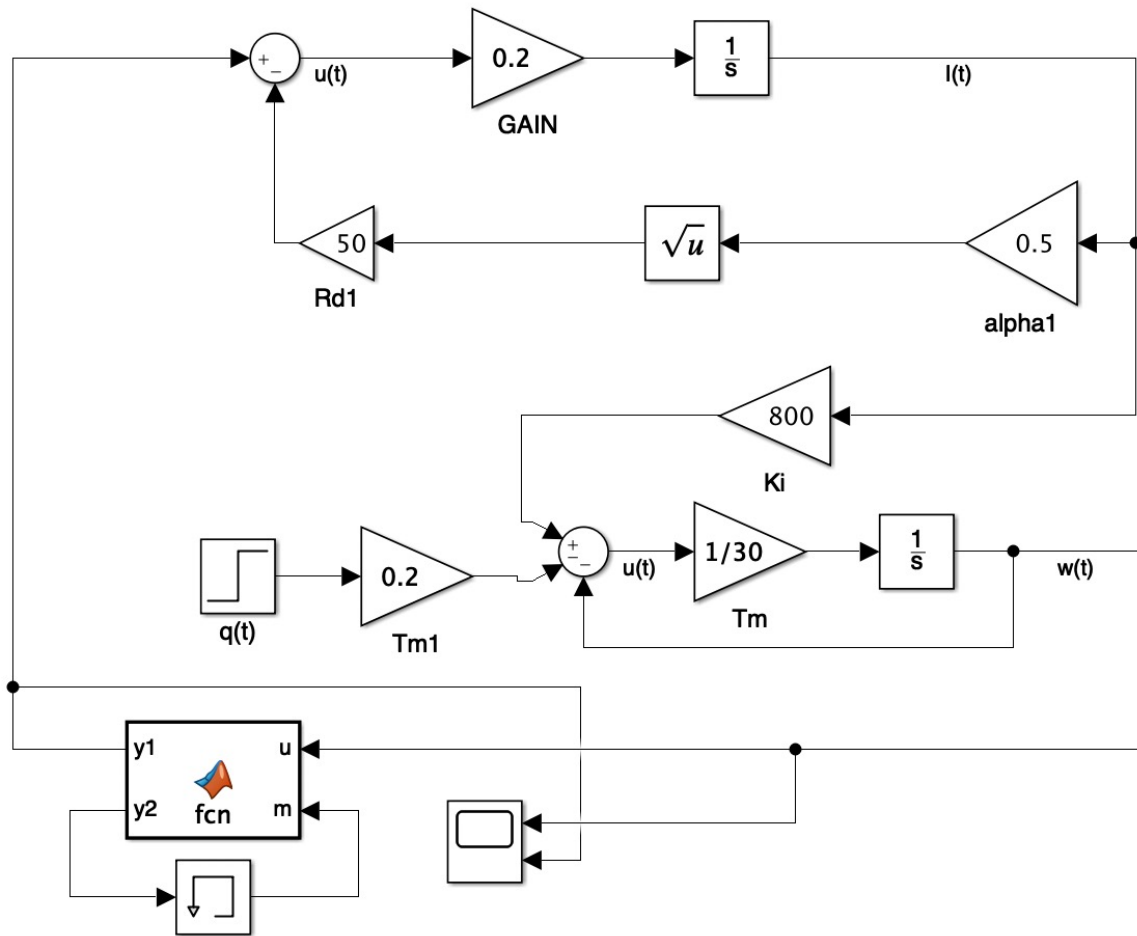 +
−
u(t)
0.2
GAIN
1
s
I(t)
50
Rd1
√u
0.5
alpha1
800
Ki
q(t)
0.2
Tm1
+
−
−
u(t)
1/30
Tm
1
s
w(t)
y1
u
y2
fcn
m